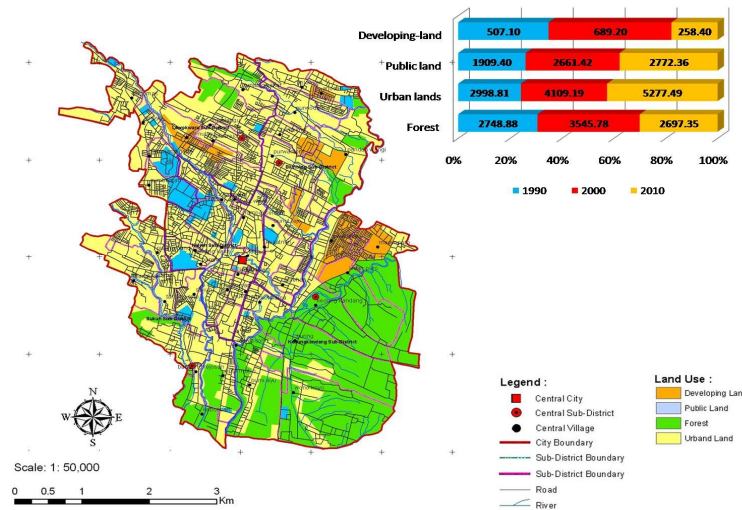 Developing-land
507.10
689.20
258.40
Public land
1909.40
2661.42
2772.36
Urban lands
2998.81
4109.19
5277.49
Forest
2748.88
3545.78
2697.35
0%
20%
40%
60%
80%
100%
1990
2000
2010
N
W
E
S
Scale: 1: 50,000
0
0.5
1
2
3
Km
Legend :
Central City
Central Sub-District
Central Village
City Boundary
Sub-District Boundary
Sub-District Boundary
Road
River
Land Use :
Developing Lan
Public Land
Forest
Urband Land